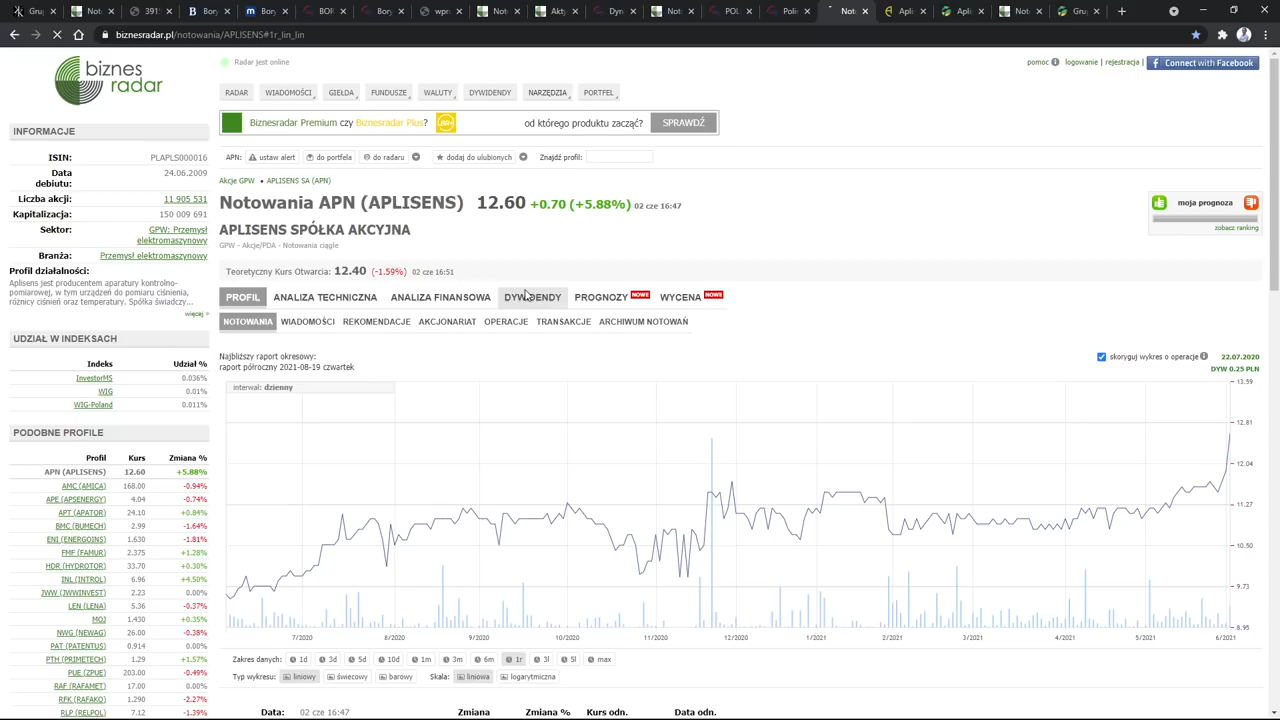 biznesradar.pl/notowania/APLISENS#1r_lin_lin
biznes
radar
Radar jest online
pomoc
logowanie | rejestracja |
Connect with Facebook
RADAR
WIADOMOŚCI
GIEŁDA
FUNDUSZE
WALUTY
DYWIDENDY
NARZĘDZIA
PORTFEL
Biznesradar Premium czy Biznesradar Plus?
od którego produktu zacząć?
SPRAWDŹ
APN:
ustaw alert
do portfela
do radaru
dodaj do ulubionych
Znajdź profil:
Akcje GPW • APLISENS SA (APN)
Notowania APN (APLISENS) 12.60 +0.70 (+5.88%) 02 cze 16:47
APLISENS SPÓŁKA AKCYJNA
GPW - Akcje/PDA - Notowania ciągłe
moja prognoza
zobacz ranking
Teoretyczny Kurs Otwarcia: 12.40 (-1.59%) 02 cze 16:51
PROFIL
ANALIZA TECHNICZNA
ANALIZA FINANSOWA
DYWIDENDY
PROGNOZY NOWE
WYCENA NOWE
NOTOWANIA
WIADOMOŚCI
REKOMENDACJE
AKCJONARIAT
OPERACJE
TRANSAKCJE
ARCHIWUM NOTOWAŃ
Najbliższy raport okresowy:
raport półroczny 2021-08-19 czwartek
skoryguj wykres o operacje
22.07.2020
DYW 0.25 PLN
interwał: dzienny
13.59
12.81
12.04
11.27
10.50
9.73
8.95
7/2020
8/2020
9/2020
10/2020
11/2020
12/2020
1/2021
2/2021
3/2021
4/2021
5/2021
6/2021
Zakres danych: 1d 3d 5d 10d 1m 3m 6m 1r 3l 5l max
Typ wykresu: liniowy świecowy barowy Skala: liniowa logarytmiczna
Data: 02 cze 16:47 Zmiana Zmiana % Kurs odn. Data odn.
INFORMACJE
ISIN: PLAPLS000016
Data debiutu: 24.06.2009
Liczba akcji: 11 905 531
Kapitalizacja: 150 009 691
Sektor: GPW: Przemysł
elektromaszynowy
Branża: Przemysł elektromaszynowy
Profil działalności:
Aplisens jest producentem aparatury kontrolno-
pomiarowej, w tym urządzeń do pomiaru ciśnień,
różnicy ciśnień oraz temperatury. Spółka świadczy...
więcej »
UDZIAŁ W INDEKSACH
Indeks Udział %
InvestorMS 0.036%
WIG 0.01%
WIG-Poland 0.011%
PODOBNE PROFILE
Profil Kurs Zmiana %
APN (APLISENS) 12.60 +5.88%
AMC (AMICA) 168.00 -0.94%
APE (APSENERGY) 4.04 -0.74%
APT (APATOR) 24.10 +0.84%
BMC (BUMECH) 2.99 -1.64%
ENI (ENERGOINS) 1.630 -1.81%
FMF (FAMUR) 2.375 +1.28%
HDR (HYDROTOR) 33.70 +0.30%
INL (INTROL) 6.96 +4.50%
JWW (JWWINVEST) 2.23 0.00%
LEN (LENA) 5.36 -0.37%
MOJ 1.430 +0.35%
NWG (NEWAG) 26.00 -0.38%
PAT (PATENTUS) 0.914 0.00%
PTH (PRIMETECH) 1.29 +1.57%
PUE (ZPUE) 203.00 -0.49%
RAF (RAFAMET) 17.00 0.00%
RFK (RAFAKO) 1.290 -2.27%
RLP (RELPOL) 7.12 -1.39%